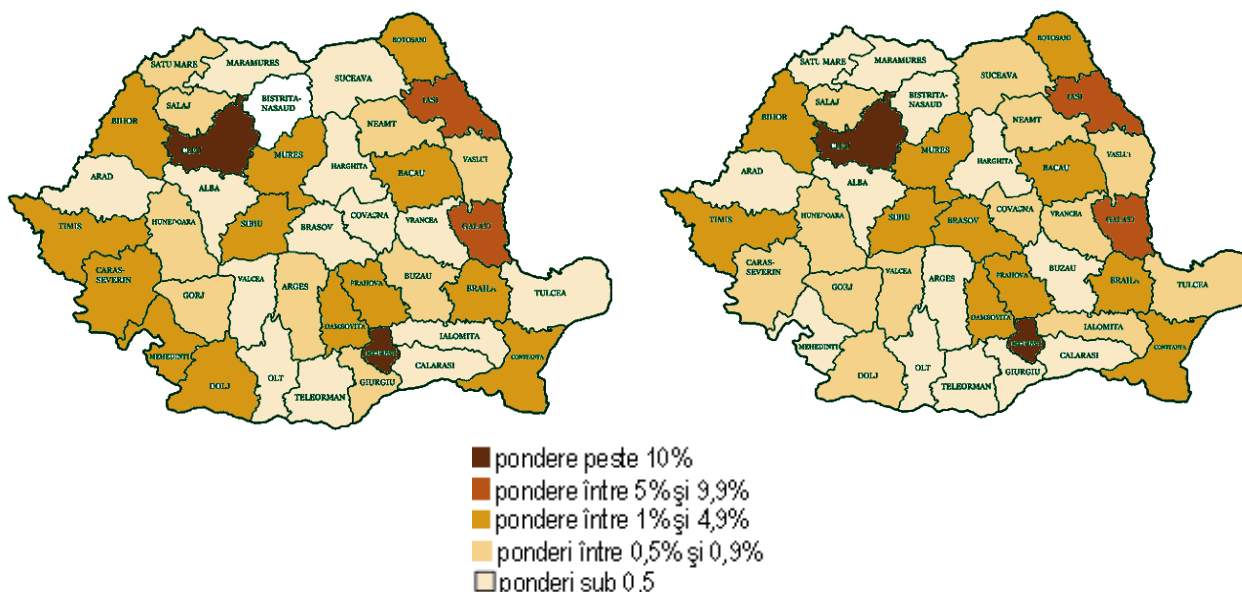 BOTOSANI
SATU MARE
MARAMURES
SUCEAVA
BISTRITA-
NASAUD
SALAJ
IASI
BIHOR
NEAMT
CLUJ
MURES
VASLUI
HARGHITA
BACAU
ARAD
ALBA
COVAGNA
HUNEDOARA
SIBIU
VRANCEA
GALATI
TIMIS
BRASOV
CARAS-
SEVERIN
VALCEA
BUZAU
PRAHOVA
ARGES
BRAILA
GORJ
TULCEA
DAMBOVITA
IALOMITA
MEHEDINTI
CONSTANTA
CALARASI
DOLJ
OLT
GIURGIU
TELEORMAN
BOTOSANI
SATU MARE
MARAMURES
SUCEAVA
BISTRITA-
NASAUD
SALAJ
IASI
BIHOR
NEAMT
CLUJ
MURES
VASLUI
HARGHITA
BACAU
ARAD
ALBA
COVAGNA
HUNEDOARA
SIBIU
BRASOV
VRANCEA
GALATI
TIMIS
CARAS-
SEVERIN
VALCEA
BUZAU
PRAHOVA
ARGES
BRAILA
GORJ
TULCEA
DAMBOVITA
IALOMITA
MEHEDINTI
CONSTANTA
CALARASI
DOLJ
OLT
GIURGIU
TELEORMAN
pondere peste 10%
pondere între 5% şi 9,9%
pondere între 1% şi 4,9%
ponderi între 0,5% şi 0,9%
ponderi sub 0,5